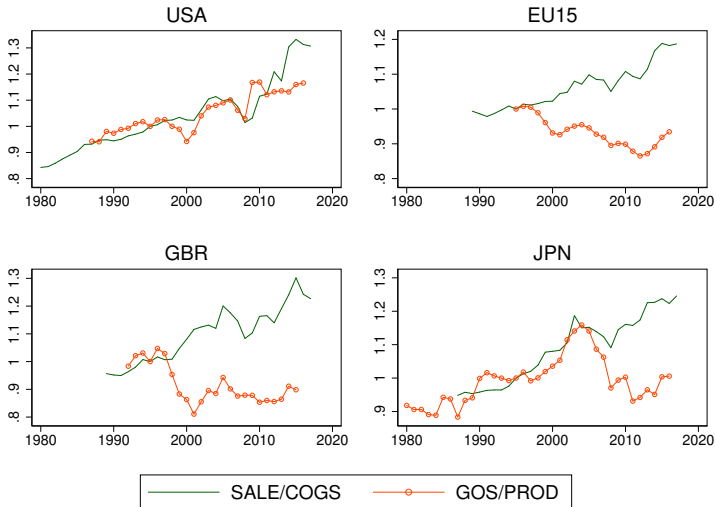 USA
EU15
.8 .9 1 1.1 1.2 1.3
.8 .9 1 1.1 1.2
1980 1990 2000 2010 2020
1980 1990 2000 2010 2020
GBR
JPN
.8 .9 1 1.1 1.2 1.3
.9 1 1.1 1.2 1.3
1980 1990 2000 2010 2020
1980 1990 2000 2010 2020
SALE/COGS GOS/PROD